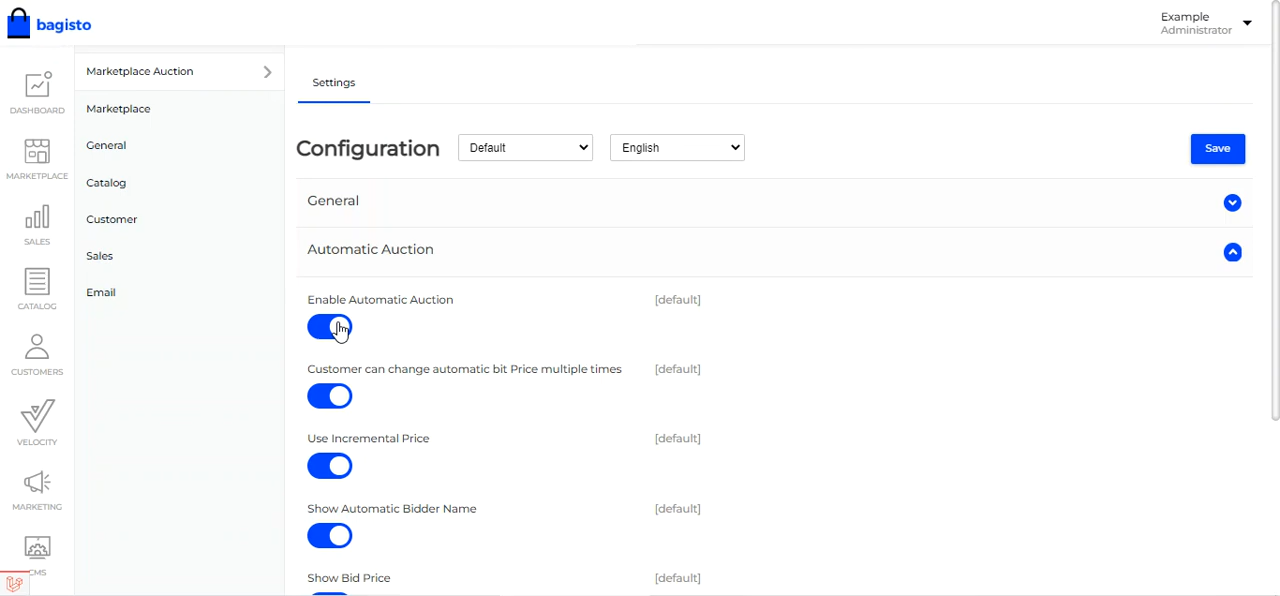 bagisto
Example
Administrator
DASHBOARD
MARKETPLACE
SALES
CATALOG
CUSTOMERS
VELOCITY
MARKETING
CMS
Marketplace Auction
Marketplace
General
Catalog
Customer
Sales
Email
Settings
Configuration Default English Save
General
Automatic Auction
Enable Automatic Auction [default]
Customer can change automatic bit Price multiple times [default]
Use Incremental Price [default]
Show Automatic Bidder Name [default]
Show Bid Price [default]